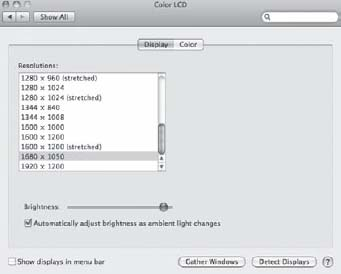 Color LCD
Show All
Display Color
Resolutions:
1280 x 960 (stretched)
1280 x 1024
1280 x 1024 (stretched)
1344 x 840
1344 x 1008
1600 x 1000
1600 x 1200
1600 x 1200 (stretched)
1680 x 1050
1920 x 1200
Brightness:
Automatically adjust brightness as ambient light changes
Show displays in menu bar
Gather Windows
Detect Displays
?